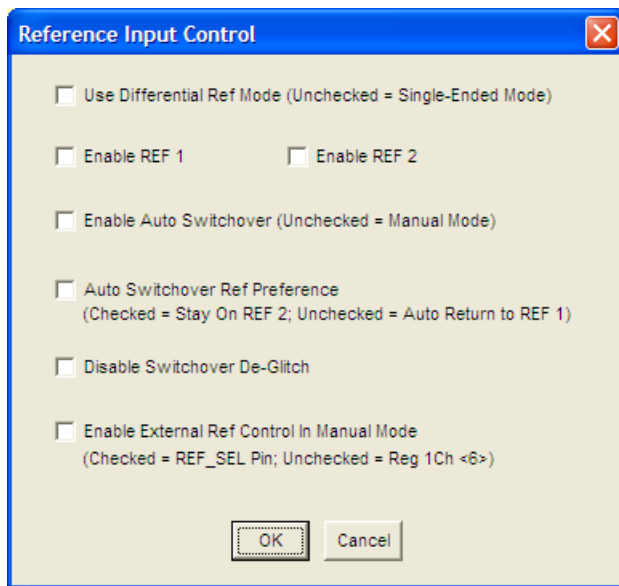 Reference Input Control
Use Differential Ref Mode (Unchecked = Single-Ended Mode)
Enable REF 1 Enable REF 2
Enable Auto Switchover (Unchecked = Manual Mode)
Auto Switchover Ref Preference
(Checked = Stay On REF 2; Unchecked = Auto Return to REF 1)
Disable Switchover De-Glitch
Enable External Ref Control In Manual Mode
(Checked = REF_SEL Pin; Unchecked = Reg 1Ch <6>)
OK Cancel